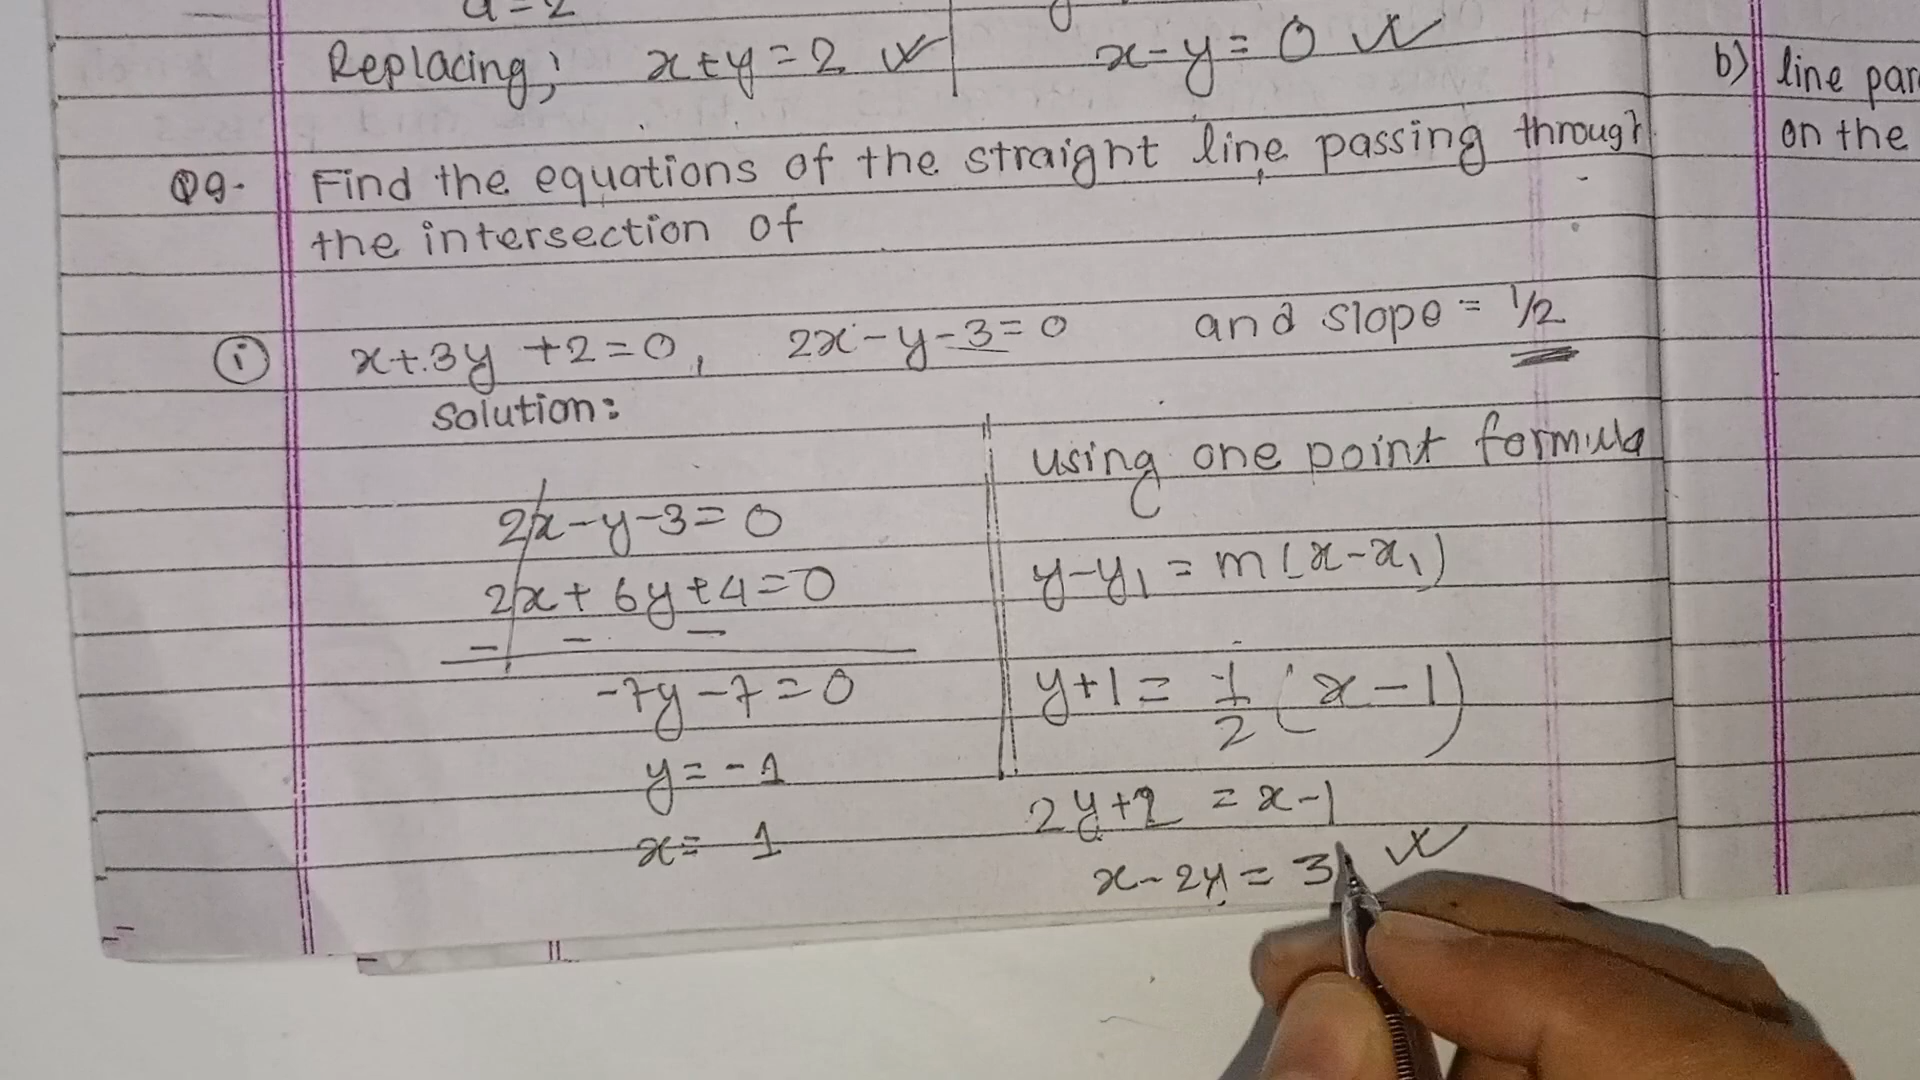 a=2
Replacing; x+y=2
x-y=0
Q9. Find the equations of the straight line passing through
the intersection of
i x+3y+2=0, 2x-y-3=0 and slope = 1/2
Solution:
2x-y-3=0
2x+6y+4=0
- - -
-7y-7=0
y=-1
x=1
using one point formula
y-y₁=m(x-x₁)
y+1=1/2(x-1)
2y+2=x-1
x-2y=3
b) line par
on the